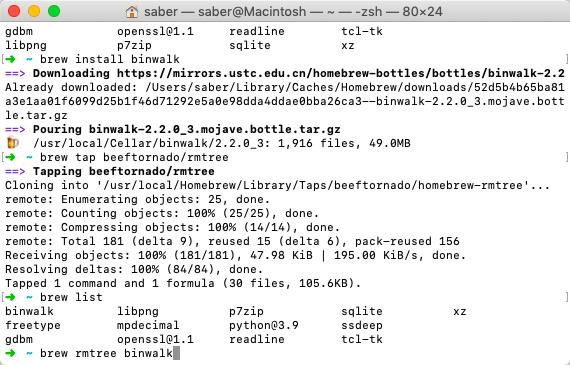 saber — saber@Macintosh — ~ — -zsh — 80×24
gdbm openssl@1.1 readline tcl-tk
libpng p7zip sqlite xz
[➜ ~ brew install binwalk ]
==> Downloading https://mirrors.ustc.edu.cn/homebrew-bottles/bottles/binwalk-2.2
Already downloaded: /Users/saber/Library/Caches/Homebrew/downloads/52d5b4b65ba81
a3e1aa01f6099d25b1f46d71292e5a0e98dda4ddae0bba26ca3--binwalk-2.2.0_3.mojave.bott
le.tar.gz
==> Pouring binwalk-2.2.0_3.mojave.bottle.tar.gz
🍺 /usr/local/Cellar/binwalk/2.2.0_3: 1,916 files, 49.0MB
[➜ ~ brew tap beeftornado/rmtree ]
==> Tapping beeftornado/rmtree
Cloning into '/usr/local/Homebrew/Library/Taps/beeftornado/homebrew-rmtree'...
remote: Enumerating objects: 25, done.
remote: Counting objects: 100% (25/25), done.
remote: Compressing objects: 100% (14/14), done.
remote: Total 181 (delta 9), reused 15 (delta 6), pack-reused 156
Receiving objects: 100% (181/181), 47.98 KiB | 195.00 KiB/s, done.
Resolving deltas: 100% (84/84), done.
Tapped 1 command and 1 formula (30 files, 105.6KB).
[➜ ~ brew list ]
binwalk libpng p7zip sqlite xz
freetype mpdecimal python@3.9 ssdeep
gdbm openssl@1.1 readline tcl-tk
➜ ~ brew rmtree binwalk